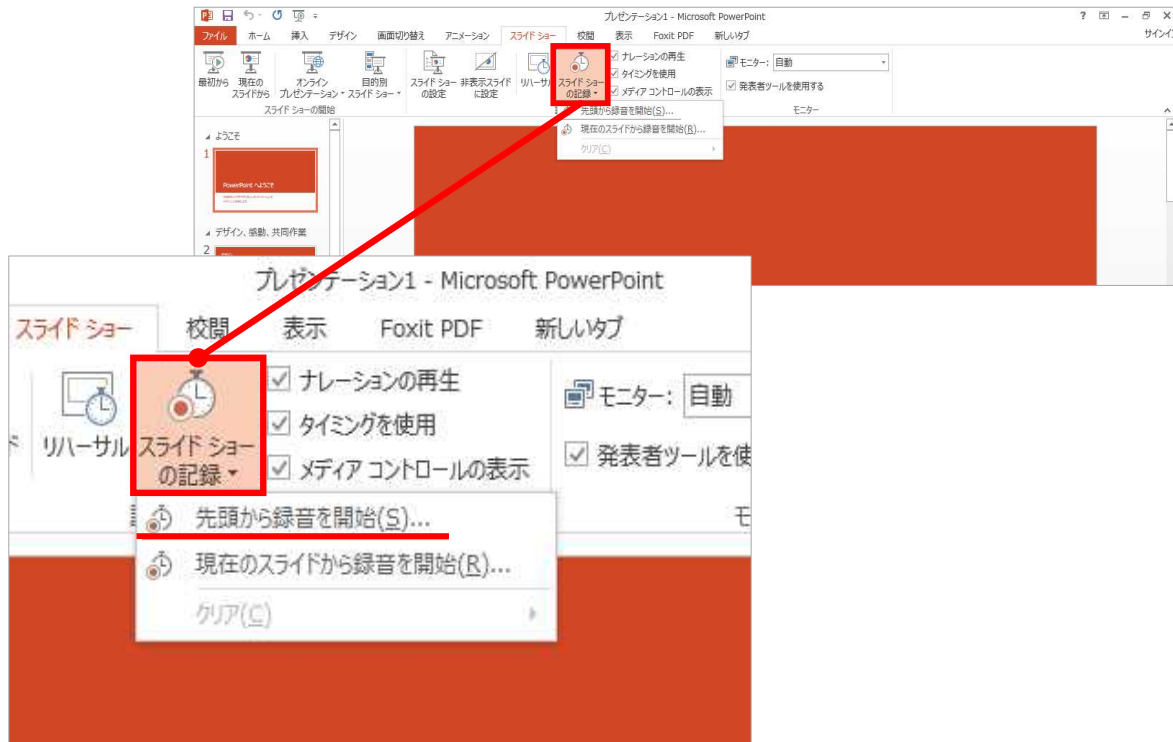 プレゼンテーション1 - Microsoft PowerPoint
ファイル ホーム 挿入 デザイン 画面切り替え アニメーション スライド ショー 校閲 表示 Foxit PDF 新しいタブ サインイン
最初から 現在の スライドから オンライン プレゼンテーション 目的別 スライド ショー スライド ショー の設定 非表示スライド に設定 リハーサル スライド ショー の記録
ナレーションの再生
タイミングを使用
メディア コントロールの表示
モニター: 自動
発表者ツールを使用する
スライド ショーの開始
モニター
先頭から録音を開始(S)...
現在のスライドから録音を開始(R)...
クリア(C)
ようこそ
1
PowerPoint へようこそ
デザイン、感動、共同作業
2
プレゼンテーション1 - Microsoft PowerPoint
スライド ショー 校閲 表示 Foxit PDF 新しいタブ
リハーサル スライド ショー
の記録
ナレーションの再生
タイミングを使用
メディア コントロールの表示
モニター: 自動
発表者ツールを使
モ
先頭から録音を開始(S)...
現在のスライドから録音を開始(R)...
クリア(C)